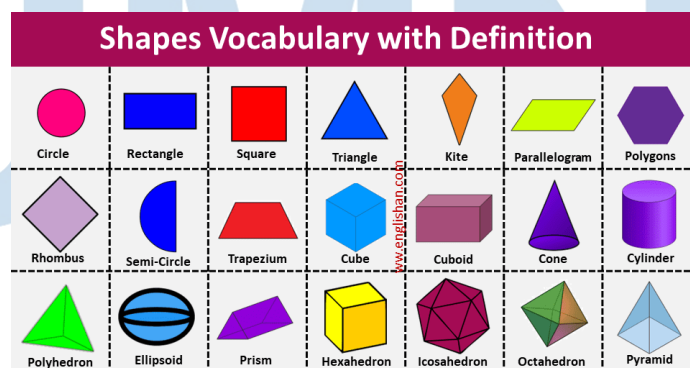 Shapes Vocabulary with Definition
Circle Rectangle Square Triangle Kite Parallelogram Polygons
Rhombus Semi-Circle Trapezium Cube Cuboid Cone Cylinder
www.englishan.com
Polyhedron Ellipsoid Prism Hexahedron Icosahedron Octahedron Pyramid